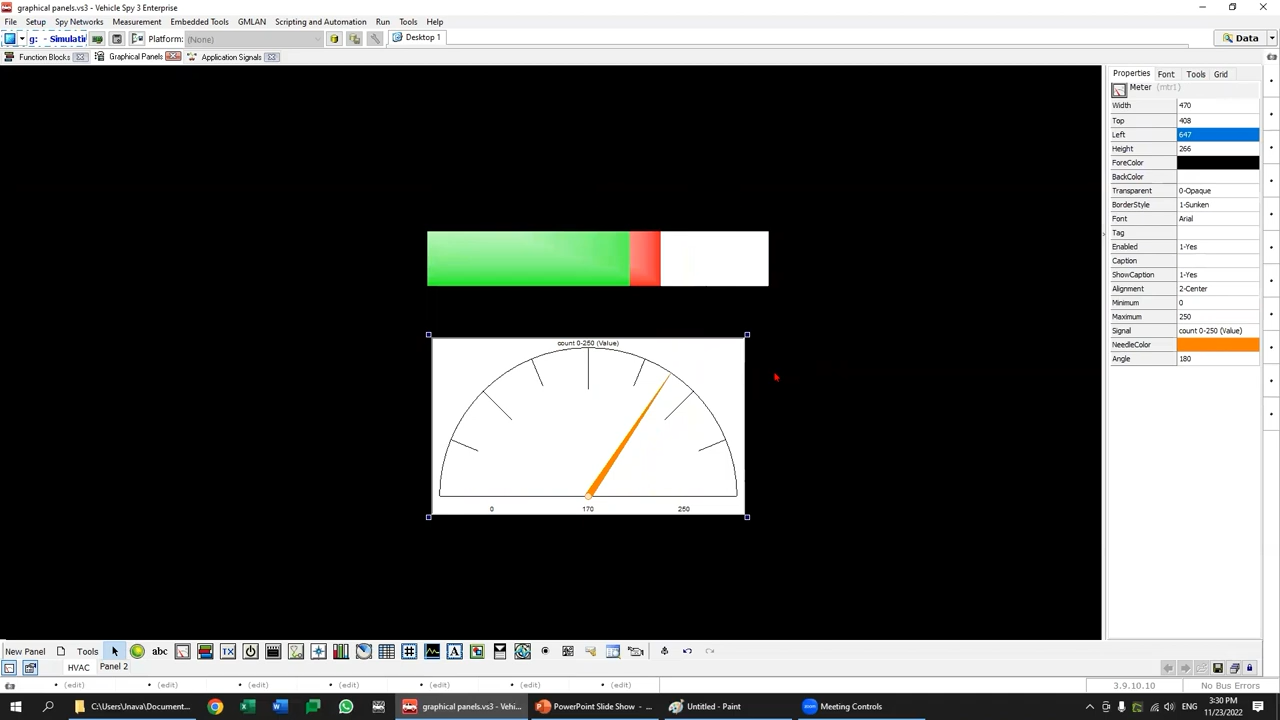 graphical panels.vs3 - Vehicle Spy 3 Enterprise
File Setup Spy Networks Measurement Embedded Tools GMLAN Scripting and Automation Run Tools Help
g: - Simulati Platform: (None) Desktop 1 Data
Function Blocks Graphical Panels Application Signals
Properties Font Tools Grid
Meter (mtr1)
Width 470
Top 408
Left 647
Height 266
ForeColor
BackColor
Transparent 0-Opaque
BorderStyle 1-Sunken
Font Arial
Tag
Enabled 1-Yes
Caption
ShowCaption 1-Yes
Alignment 2-Center
Minimum 0
Maximum 250
Signal count 0-250 (Value)
NeedleColor
Angle 180
count 0-250 (Value)
0 170 250
New Panel Tools abc TX A
HVAC Panel 2
(edit) (edit) (edit) (edit) (edit) (edit) 3.9.10.10 No Bus Errors
C:\Users\Jnava\Document... graphical panels.vs3 - Vehi... PowerPoint Slide Show - ... Untitled - Paint Meeting Controls
3:30 PM
11/23/2022